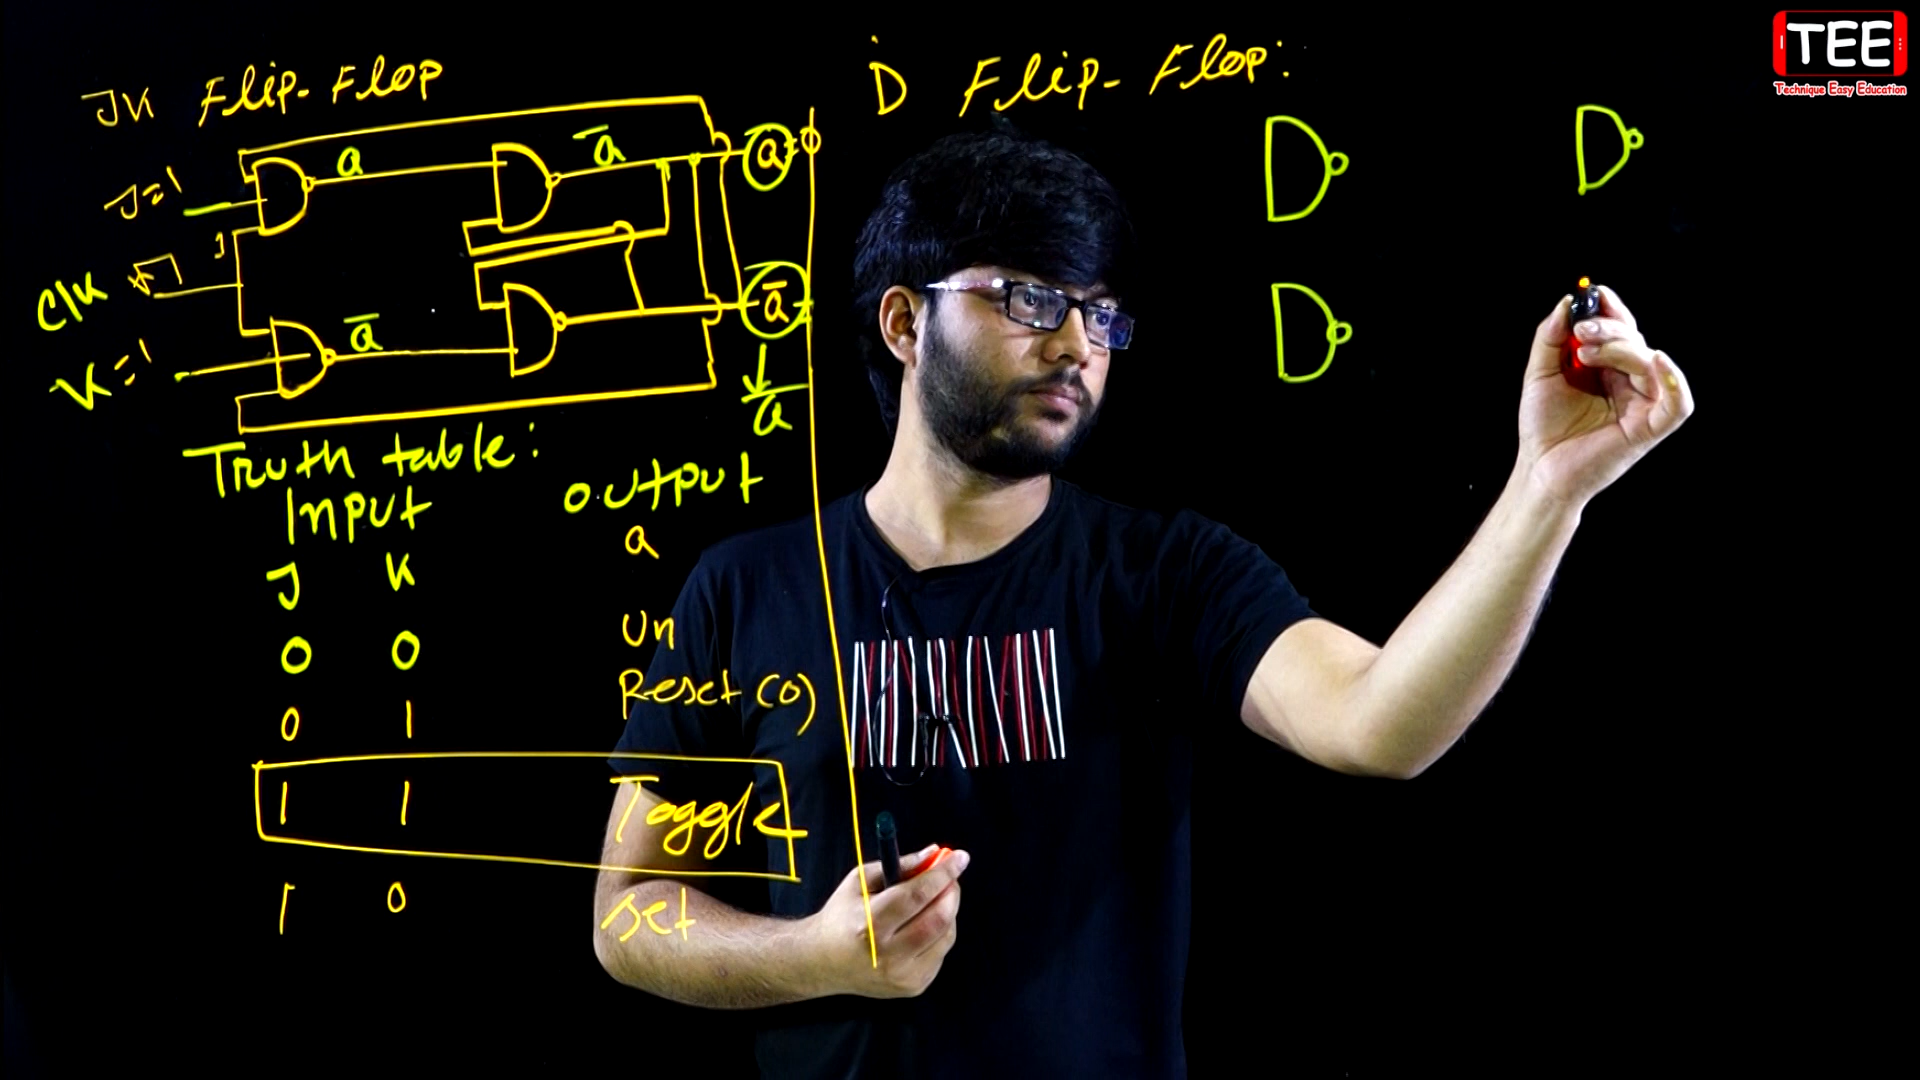 JK Flip-Flop
J=1
Q
Q̅
Q
1
Clk
K=1
Q̅
Q̅
Q
Truth table:
Input
output
Q
J K
0 0 Un
0 1 Reset (0)
1 1 Toggle
1 0 set
D Flip-Flop:
TEE
Technique Easy Education